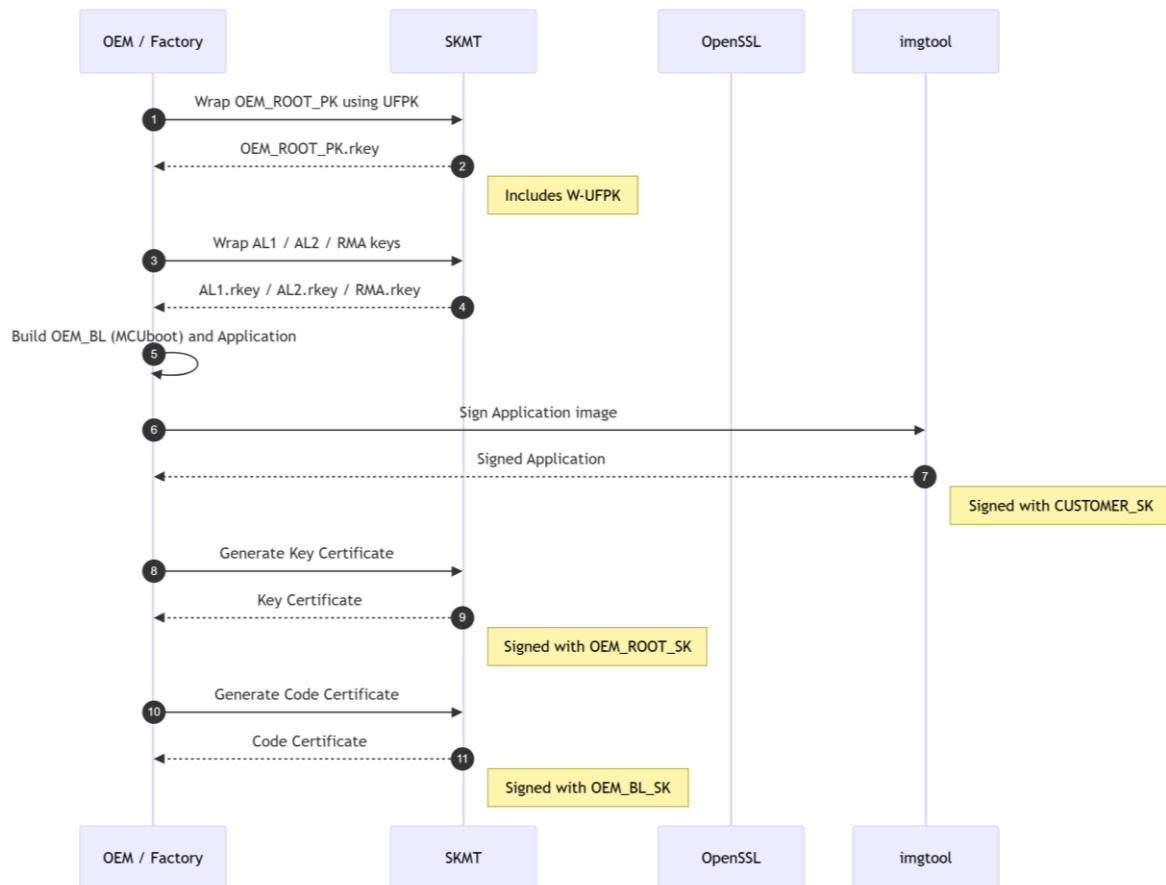 OEM / Factory
SKMT
OpenSSL
imgtool
Wrap OEM_ROOT_PK using UFPK
1
OEM_ROOT_PK.rkey
2
Includes W-UFPK
Wrap AL1 / AL2 / RMA keys
3
AL1.rkey / AL2.rkey / RMA.rkey
4
Build OEM_BL (MCUboot) and Application
5
Sign Application image
6
Signed Application
7
Signed with CUSTOMER_SK
Generate Key Certificate
8
Key Certificate
9
Signed with OEM_ROOT_SK
Generate Code Certificate
10
Code Certificate
11
Signed with OEM_BL_SK
OEM / Factory
SKMT
OpenSSL
imgtool